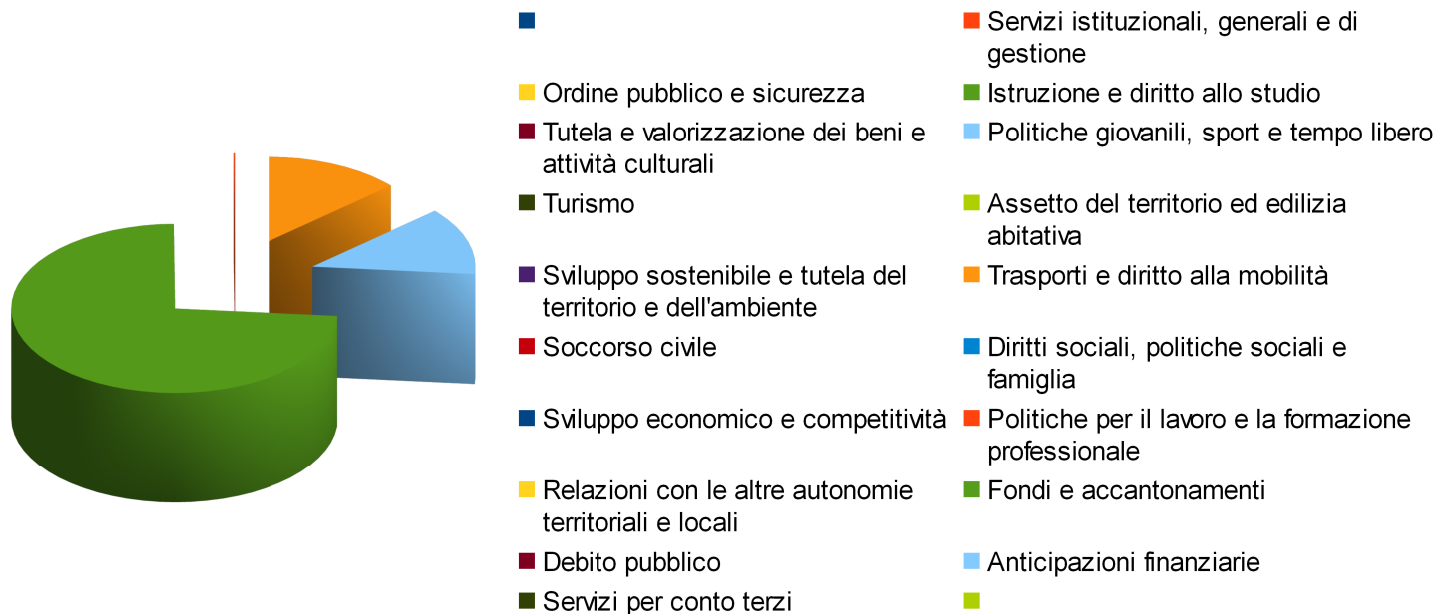 Servizi istituzionali, generali e di
gestione
Ordine pubblico e sicurezza
Istruzione e diritto allo studio
Tutela e valorizzazione dei beni e
attività culturali
Politiche giovanili, sport e tempo libero
Turismo
Assetto del territorio ed edilizia
abitativa
Sviluppo sostenibile e tutela del
territorio e dell'ambiente
Trasporti e diritto alla mobilità
Soccorso civile
Diritti sociali, politiche sociali e
famiglia
Sviluppo economico e competitività
Politiche per il lavoro e la formazione
professionale
Relazioni con le altre autonomie
territoriali e locali
Fondi e accantonamenti
Debito pubblico
Anticipazioni finanziarie
Servizi per conto terzi